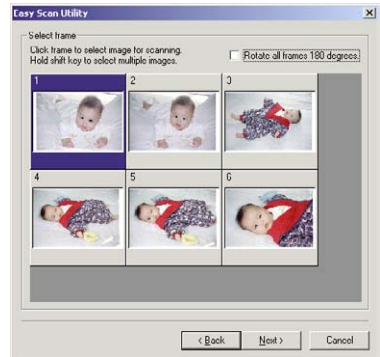 Easy Scan Utility
Select frame
Click frame to select image for scanning.
Hold shift key to select multiple images.
Rotate all frames 180 degrees.
1 2 3
4 5 6
< Back Next > Cancel